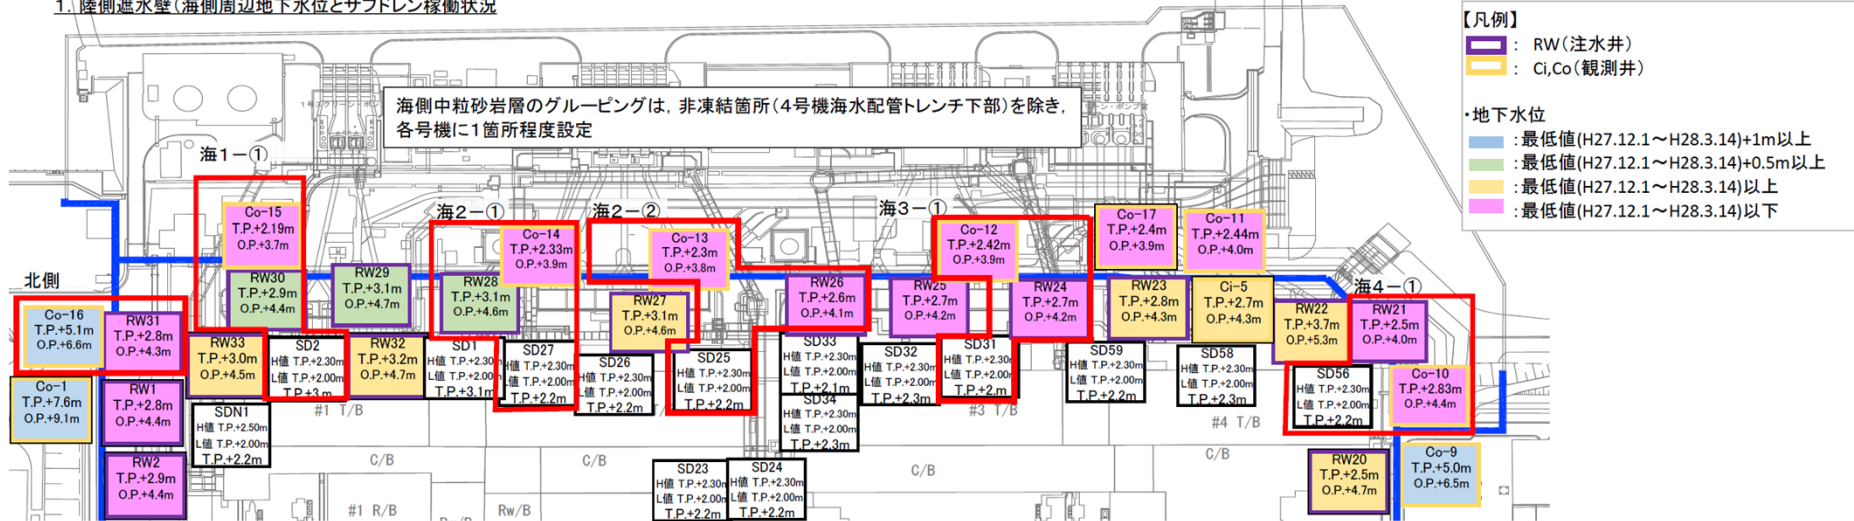 1. 陸側遮水壁(海側周辺地下水位とサブドレン稼働状況
【凡例】
： RW(注水井)
： Ci,Co(観測井)
・地下水位
：最低値(H27.12.1～H28.3.14)+1m以上
：最低値(H27.12.1～H28.3.14)+0.5m以上
：最低値(H27.12.1～H28.3.14)以上
：最低値(H27.12.1～H28.3.14)以下
海側中粒砂岩層のグルーピングは，非凍結箇所(4号機海水配管トレンチ下部)を除き，
各号機に1箇所程度設定
海1－①
海2－①
海2－②
海3－①
海4－①
北側
Co-15
T.P.+2.19m
O.P.+3.7m
Co-14
T.P.+2.33m
O.P.+3.9m
Co-13
T.P.+2.3m
O.P.+3.8m
Co-12
T.P.+2.42m
O.P.+3.9m
Co-17
T.P.+2.4m
O.P.+3.9m
Co-11
T.P.+2.44m
O.P.+4.0m
RW30
T.P.+2.9m
O.P.+4.4m
RW29
T.P.+3.1m
O.P.+4.7m
RW28
T.P.+3.1m
O.P.+4.6m
RW27
T.P.+3.1m
O.P.+4.6m
RW26
T.P.+2.6m
O.P.+4.1m
RW25
T.P.+2.7m
O.P.+4.2m
RW24
T.P.+2.7m
O.P.+4.2m
RW23
T.P.+2.8m
O.P.+4.3m
Ci-5
T.P.+2.7m
O.P.+4.3m
RW22
T.P.+3.7m
O.P.+5.3m
RW21
T.P.+2.5m
O.P.+4.0m
Co-16
T.P.+5.1m
O.P.+6.6m
RW31
T.P.+2.8m
O.P.+4.3m
RW33
T.P.+3.0m
O.P.+4.5m
SD2
H値 T.P.+2.30m
L値 T.P.+2.00m
T.P.+3m
RW32
T.P.+3.2m
O.P.+4.7m
SD1
H値 T.P.+2.30m
L値 T.P.+2.00m
T.P.+3.1m
SD27
H値 T.P.+2.30m
L値 T.P.+2.00m
T.P.+2.2m
SD26
H値 T.P.+2.30m
L値 T.P.+2.00m
T.P.+2.2m
SD25
H値 T.P.+2.30m
L値 T.P.+2.00m
T.P.+2.2m
SD33
H値 T.P.+2.30m
L値 T.P.+2.00m
T.P.+2.1m
SD34
H値 T.P.+2.30m
L値 T.P.+2.00m
T.P.+2.3m
SD32
H値 T.P.+2.30m
L値 T.P.+2.00m
T.P.+2.3m
SD31
H値 T.P.+2.30m
L値 T.P.+2.00m
T.P.+2m
SD59
H値 T.P.+2.30m
L値 T.P.+2.00m
T.P.+2.2m
SD58
H値 T.P.+2.30m
L値 T.P.+2.00m
T.P.+2.3m
SD56
H値 T.P.+2.30m
L値 T.P.+2.00m
T.P.+2.2m
Co-10
T.P.+2.83m
O.P.+4.4m
Co-1
T.P.+7.6m
O.P.+9.1m
RW1
T.P.+2.8m
O.P.+4.4m
SDN1
H値 T.P.+2.50m
L値 T.P.+2.00m
T.P.+2.2m
#1 T/B
#3 T/B
#4 T/B
RW2
T.P.+2.9m
O.P.+4.4m
C/B
C/B
C/B
C/B
SD23
H値 T.P.+2.30m
L値 T.P.+2.00m
T.P.+2.2m
SD24
H値 T.P.+2.30m
L値 T.P.+2.00m
T.P.+2.2m
RW20
T.P.+2.5m
O.P.+4.7m
Co-9
T.P.+5.0m
O.P.+6.5m
#1 R/B
Rw/B